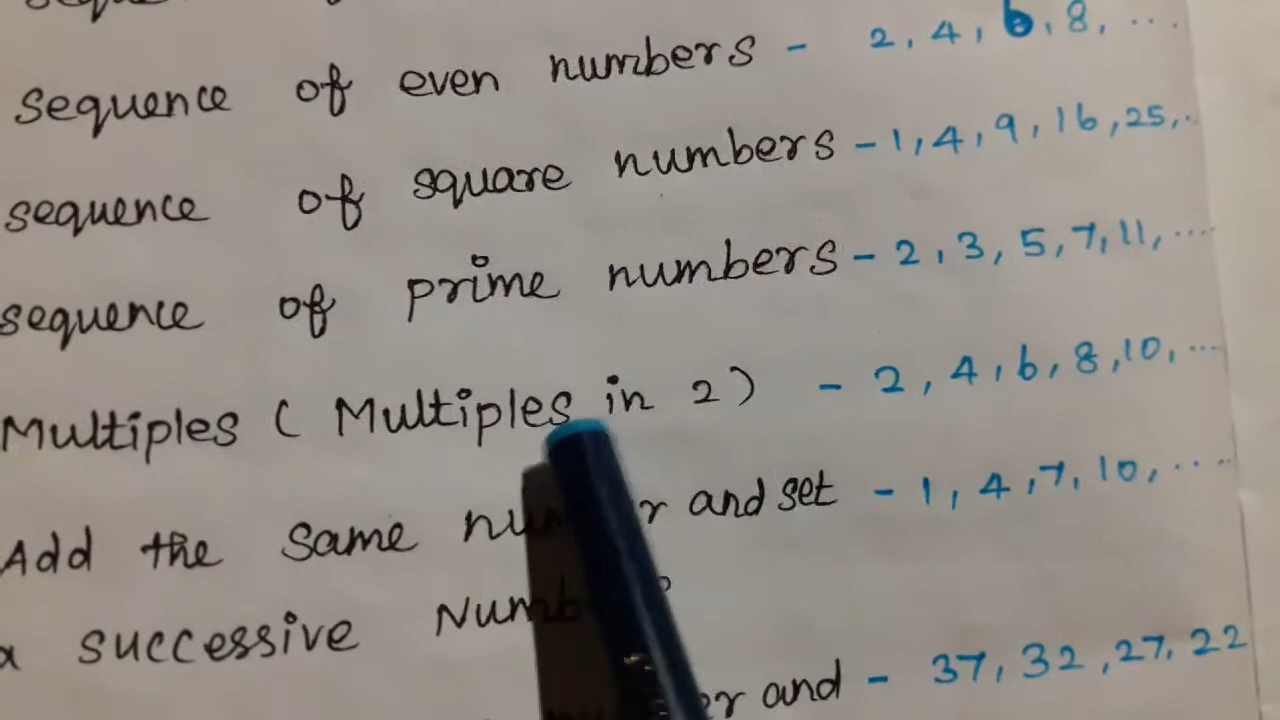 sequence of even numbers - 2, 4, 6, 8, ...
sequence of square numbers - 1, 4, 9, 16, 25, ..
sequence of prime numbers - 2, 3, 5, 7, 11, ....
Multiples ( Multiples in 2 ) - 2, 4, 6, 8, 10, ....
Add the same and set - 1, 4, 7, 10, .....
a successive
and - 37, 32, 27, 22